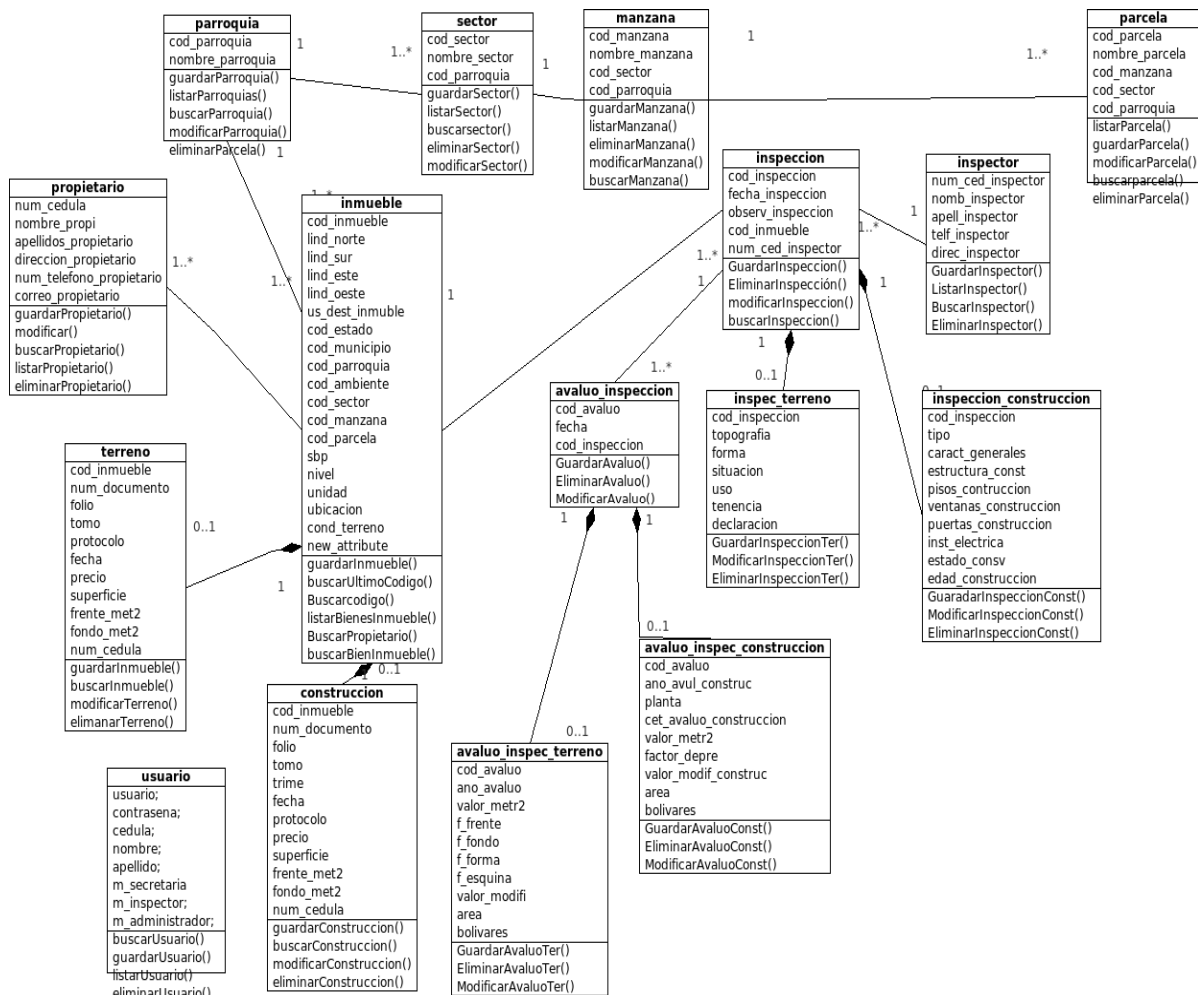 parroquia
cod_parroquia
nombre_parroquia
guardarParroquia()
listarParroquias()
buscarParroquia()
modificarParroquia()
eliminarParcela()
1
1
1..*
sector
cod_sector
nombre_sector
cod_parroquia
guardarSector()
listarSector()
buscarsector()
eliminarSector()
modificarSector()
1
manzana
cod_manzana
nombre_manzana
cod_sector
cod_parroquia
guardarManzana()
listarManzana()
eliminarManzana()
modificarManzana()
buscarManzana()
1
1..*
parcela
cod_parcela
nombre_parcela
cod_manzana
cod_sector
cod_parroquia
listarParcela()
guardarParcela()
modificarParcela()
buscarparcela()
eliminarParcela()
propietario
num_cedula
nombre_propi
apellidos_propietario
direccion_propietario
num_telefono_propietario
correo_propietario
guardarPropietario()
modificar()
buscarPropietario()
listarPropietario()
eliminarPropietario()
1..*
1..*
1..*
inmueble
cod_inmueble
lind_norte
lind_sur
lind_este
lind_oeste
us_dest_inmuble
cod_estado
cod_municipio
cod_parroquia
cod_ambiente
cod_sector
cod_manzana
cod_parcela
sbp
nivel
unidad
ubicacion
cond_terreno
new_attribute
guardarInmueble()
buscarUltimoCodigo()
Buscarcodigo()
listarBienesInmueble()
BuscarPropietario()
buscarBienInmueble()
1
inspeccion
cod_inspeccion
fecha_inspeccion
observ_inspeccion
cod_inmueble
num_ced_inspector
GuardarInspeccion()
EliminarInspección()
modificarInspeccion()
buscarInspeccion()
1..*
1
1..*
1
1
1
inspector
num_ced_inspector
nomb_inspector
apell_inspector
telf_inspector
direc_inspector
GuardarInspector()
ListarInspector()
BuscarInspector()
EliminarInspector()
1..*
avaluo_inspeccion
cod_avaluo
fecha
cod_inspeccion
GuardarAvaluo()
EliminarAvaluo()
ModificarAvaluo()
1
1
0..1
inspec_terreno
cod_inspeccion
topografia
forma
situacion
uso
tenencia
declaracion
GuardarInspeccionTer()
ModificarInspeccionTer()
EliminarInspeccionTer()
0..1
inspeccion_construccion
cod_inspeccion
tipo
caract_generales
estructura_const
pisos_contruccion
ventanas_construccion
puertas_construccion
inst_electrica
estado_consv
edad_construccion
GuaradarInspeccionConst()
ModificarInspeccionConst()
EliminarInspeccionConst()
terreno
cod_inmueble
num_documento
folio
tomo
protocolo
fecha
precio
superficie
frente_met2
fondo_met2
num_cedula
guardarInmueble()
buscarInmueble()
modificarTerreno()
elimanarTerreno()
0..1
1
0..1
1
construccion
cod_inmueble
num_documento
folio
tomo
trime
fecha
protocolo
precio
superficie
frente_met2
fondo_met2
num_cedula
guardarConstruccion()
buscarConstruccion()
modificarConstruccion()
eliminarConstruccion()
0..1
avaluo_inspec_construccion
cod_avaluo
ano_avul_construc
planta
cet_avaluo_construccion
valor_metr2
factor_depre
valor_modif_construc
area
bolivares
GuardarAvaluoConst()
EliminarAvaluoConst()
ModificarAvaluoConst()
0..1
avaluo_inspec_terreno
cod_avaluo
ano_avaluo
valor_metr2
f_frente
f_fondo
f_forma
f_esquina
valor_modifi
area
bolivares
GuardarAvaluoTer()
EliminarAvaluoTer()
ModificarAvaluoTer()
usuario
usuario;
contrasena;
cedula;
nombre;
apellido;
m_secretaria
m_inspector;
m_administrador;
buscarUsuario()
guardarUsuario()
listarUsuario()
eliminarUsuario()